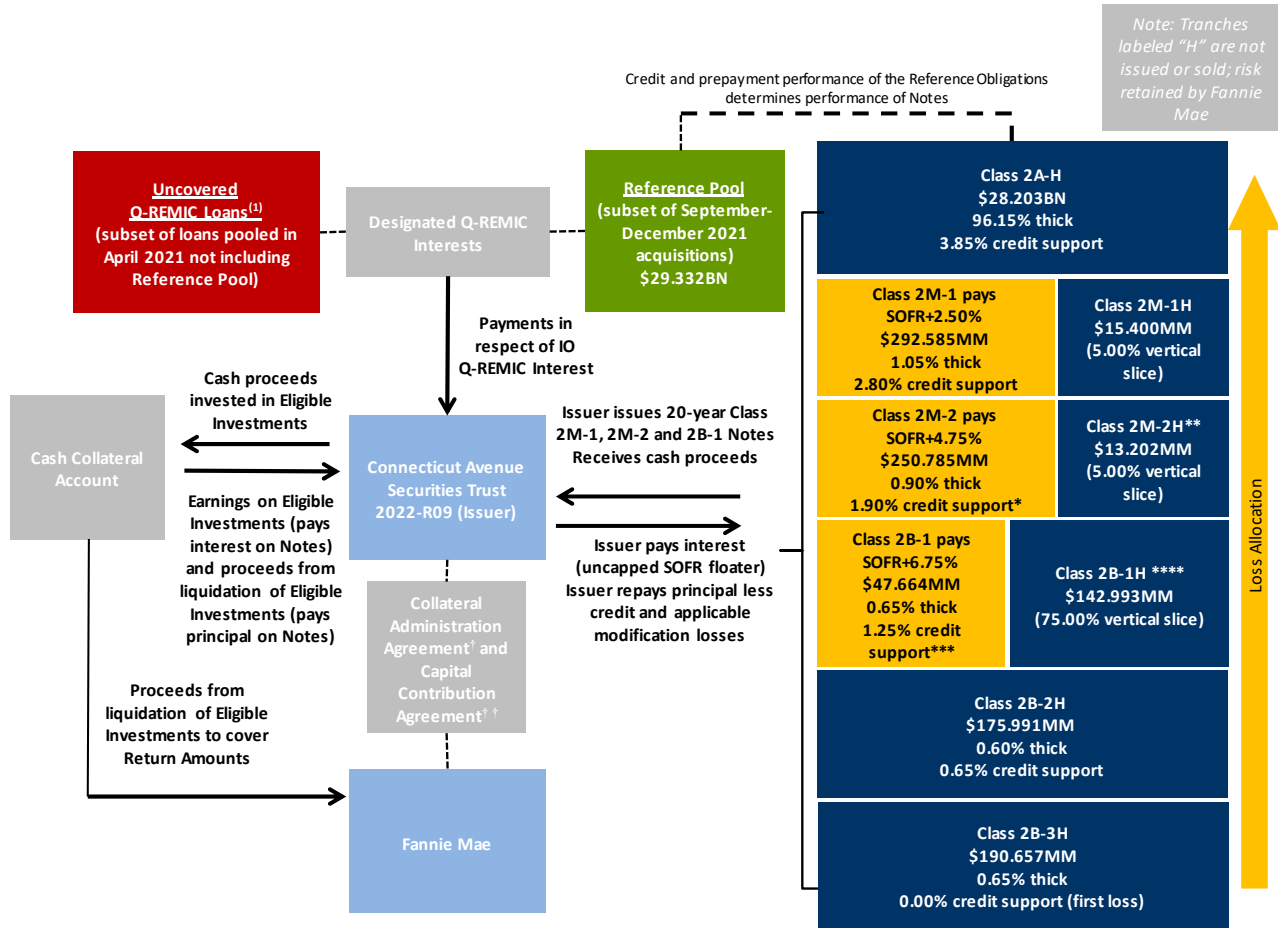 Note: Tranches
labeled “H” are not
issued or sold; risk
retained by Fannie
Mae
Credit and prepayment performance of the Reference Obligations
determines performance of Notes
Uncovered
Q-REMIC Loans(1)
(subset of loans pooled in
April 2021 not including
Reference Pool)
Designated Q-REMIC
Interests
Reference Pool
(subset of September-
December 2021
acquisitions)
$29.332BN
Class 2A-H
$28.203BN
96.15% thick
3.85% credit support
Payments in
respect of IO
Q-REMIC Interest
Class 2M-1 pays
SOFR+2.50%
$292.585MM
1.05% thick
2.80% credit support
Class 2M-1H
$15.400MM
(5.00% vertical
slice)
Cash proceeds
invested in Eligible
Investments
Cash Collateral
Account
Earnings on Eligible
Investments (pays
interest on Notes)
and proceeds from
liquidation of Eligible
Investments (pays
principal on Notes)
Connecticut Avenue
Securities Trust
2022-R09 (Issuer)
Issuer issues 20-year Class
2M-1, 2M-2 and 2B-1 Notes
Receives cash proceeds
Issuer pays interest
(uncapped SOFR floater)
Issuer repays principal less
credit and applicable
modification losses
Class 2M-2 pays
SOFR+4.75%
$250.785MM
0.90% thick
1.90% credit support*
Class 2M-2H**
$13.202MM
(5.00% vertical
slice)
Class 2B-1 pays
SOFR+6.75%
$47.664MM
0.65% thick
1.25% credit
support***
Class 2B-1H ****
$142.993MM
(75.00% vertical slice)
Loss Allocation
Collateral
Administration
Agreement† and
Capital
Contribution
Agreement† †
Proceeds from
liquidation of Eligible
Investments to cover
Return Amounts
Fannie Mae
Class 2B-2H
$175.991MM
0.60% thick
0.65% credit support
Class 2B-3H
$190.657MM
0.65% thick
0.00% credit support (first loss)